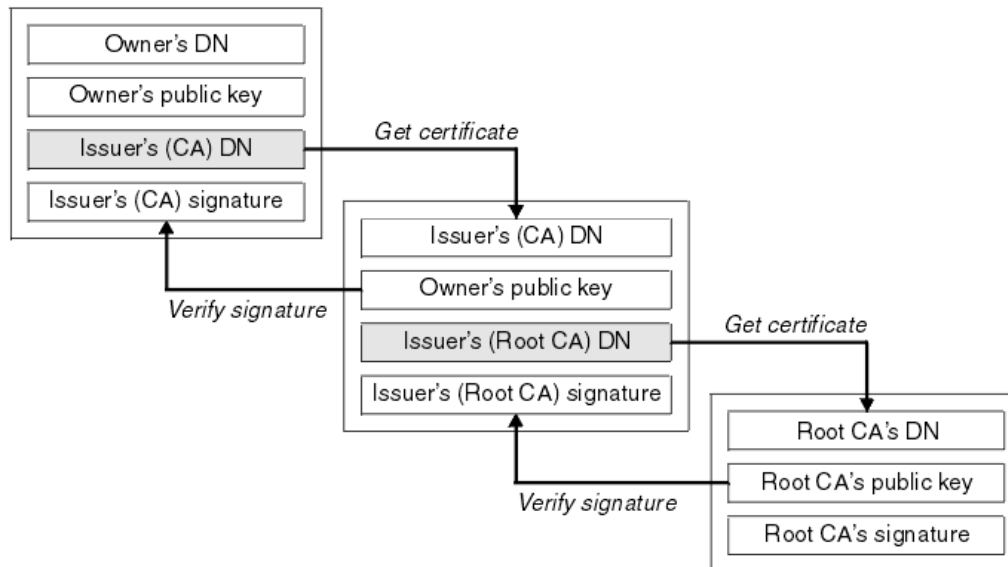 Owner's DN
Owner's public key
Issuer's (CA) DN
Issuer's (CA) signature
Get certificate
Verify signature
Issuer's (CA) DN
Owner's public key
Issuer's (Root CA) DN
Issuer's (Root CA) signature
Get certificate
Verify signature
Root CA's DN
Root CA's public key
Root CA's signature